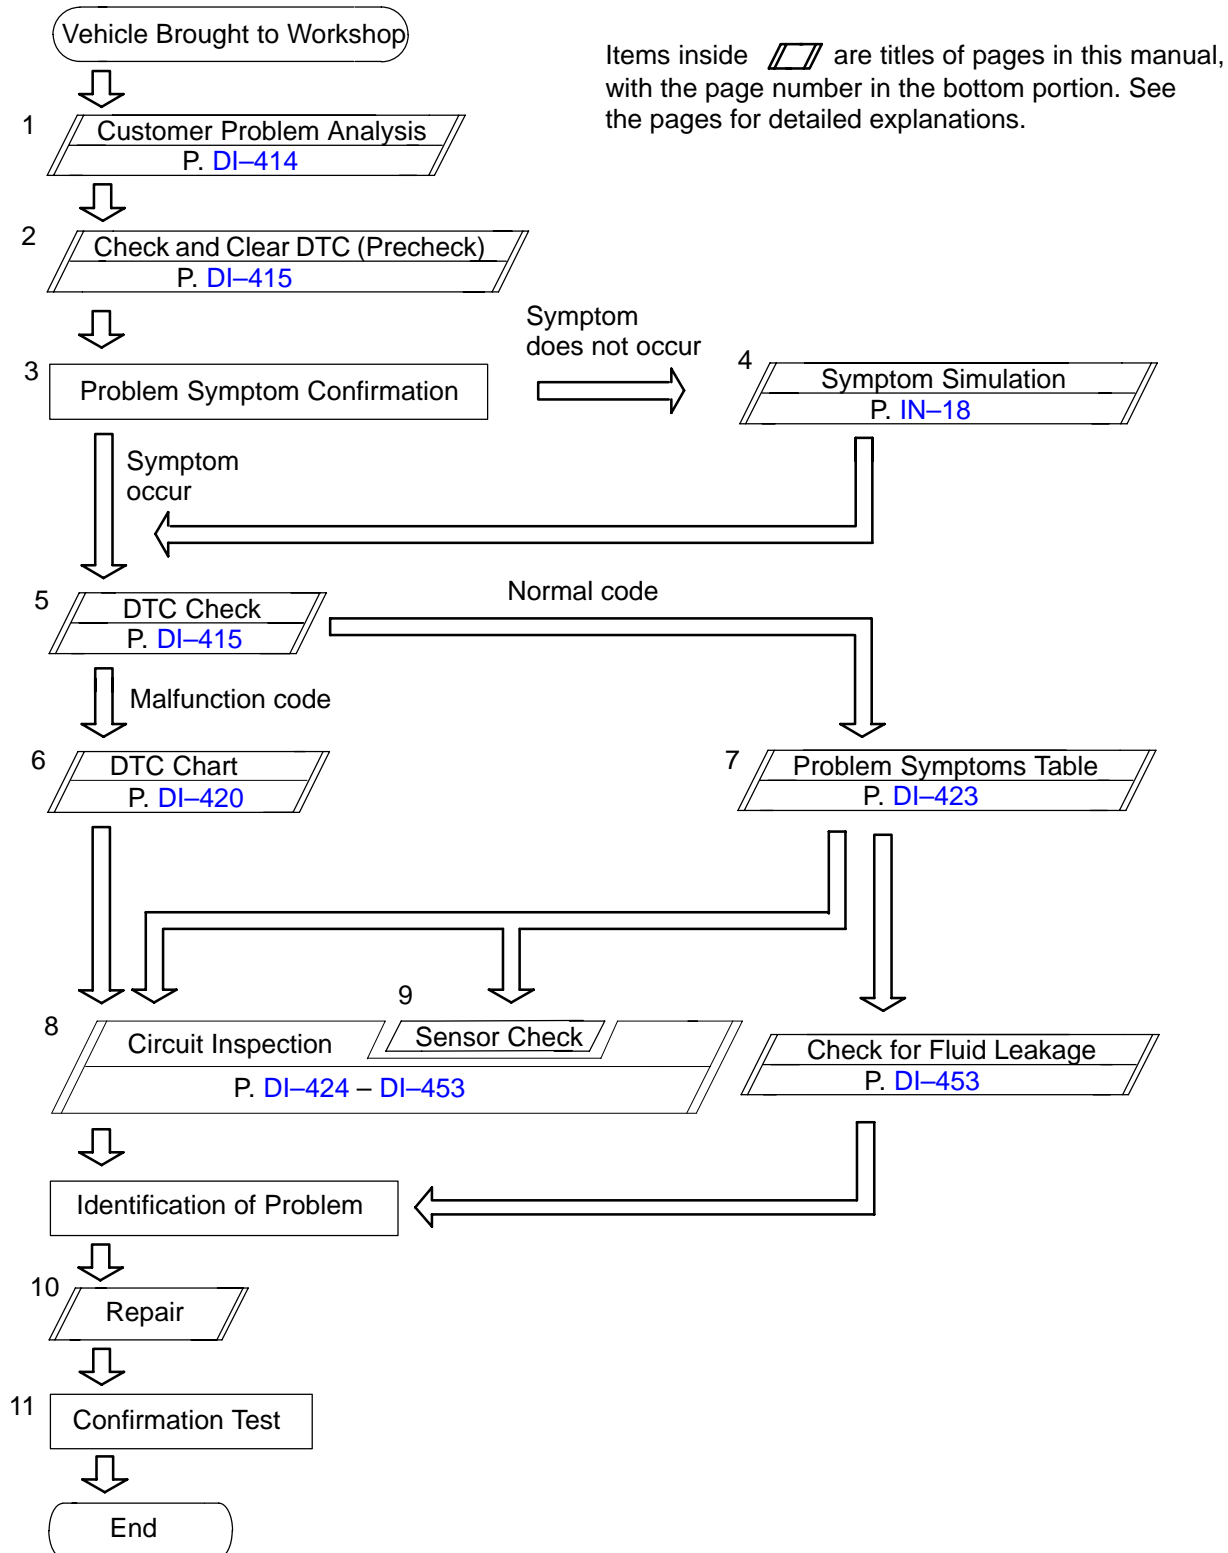 Vehicle Brought to Workshop
Items inside are titles of pages in this manual,
with the page number in the bottom portion. See
the pages for detailed explanations.
1
Customer Problem Analysis
P. DI–414
2
Check and Clear DTC (Precheck)
P. DI–415
3
Problem Symptom Confirmation
Symptom
does not occur
4
Symptom Simulation
P. IN–18
Symptom
occur
5
DTC Check
P. DI–415
Normal code
Malfunction code
6
DTC Chart
P. DI–420
7
Problem Symptoms Table
P. DI–423
8
Circuit Inspection
9
Sensor Check
P. DI–424 – DI–453
Check for Fluid Leakage
P. DI–453
Identification of Problem
10
Repair
11
Confirmation Test
End